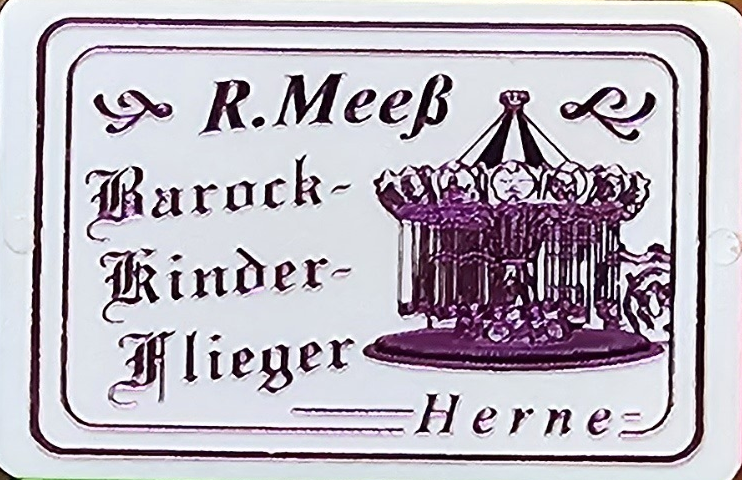 R.Meeß
Barock-
Kinder-
Flieger
Herne